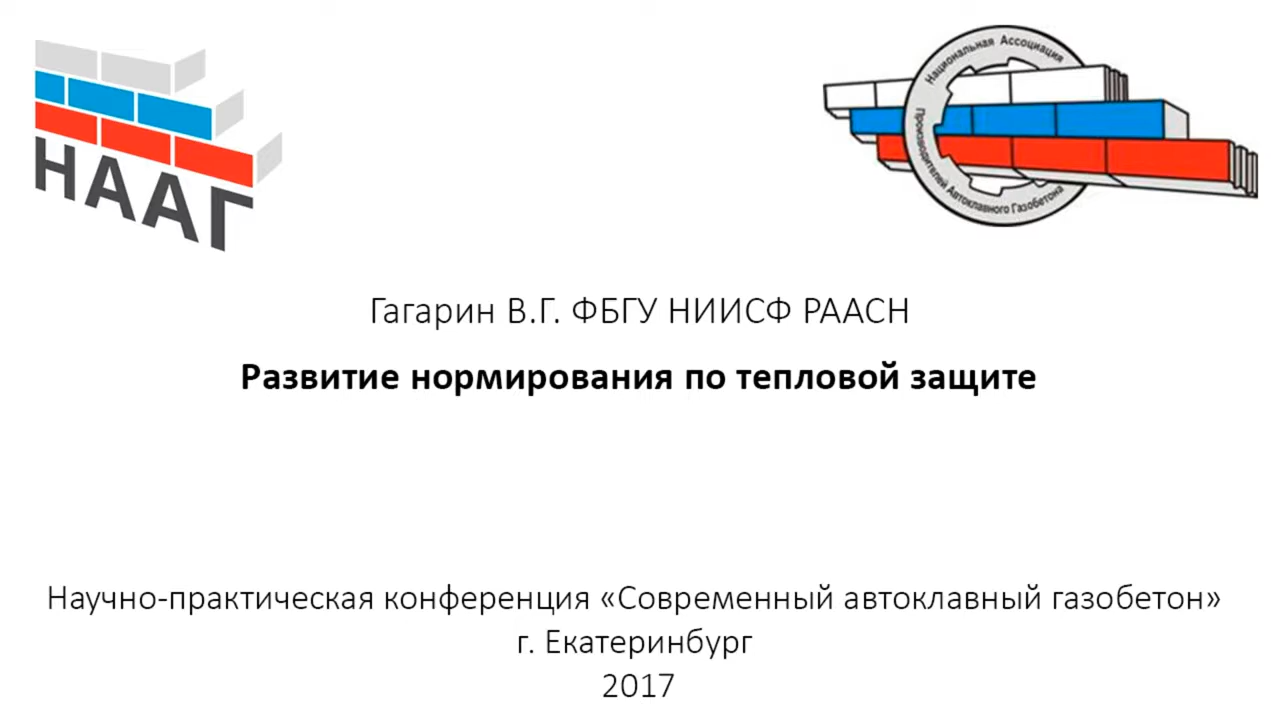 НААГ
Национальная Ассоциация
Производителей Автоклавного Газобетона
Гагарин В.Г. ФБГУ НИИСФ РААСН
Развитие нормирования по тепловой защите
Научно-практическая конференция «Современный автоклавный газобетон»
г. Екатеринбург
2017